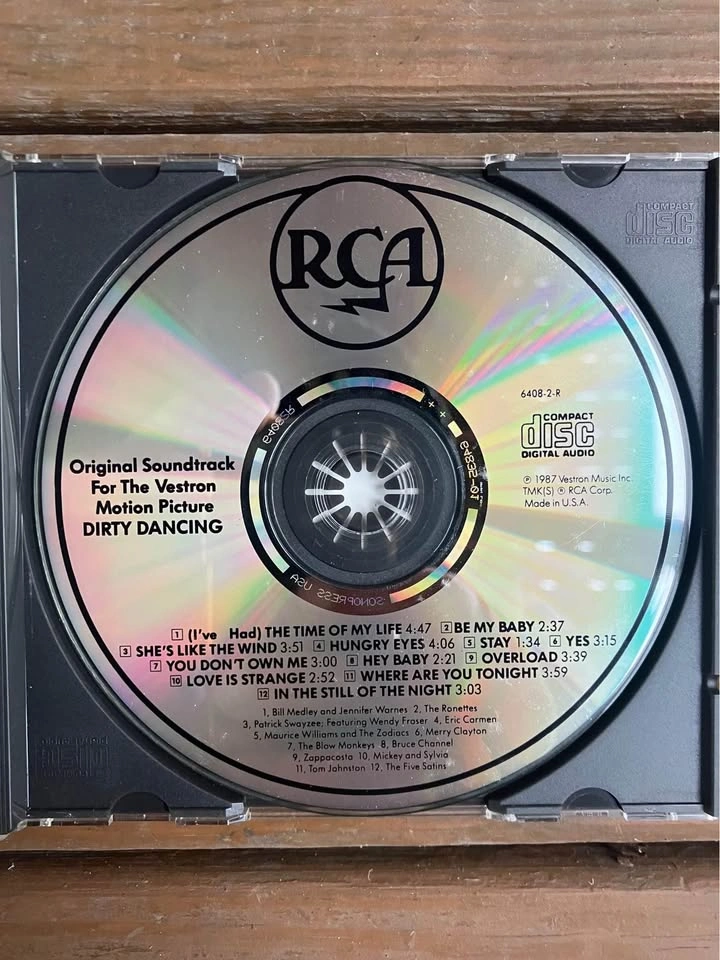 RCA
COMPACT
disc
DIGITAL AUDIO
6408-2-R
COMPACT
disc
DIGITAL AUDIO
Ⓟ 1987 Vestron Music Inc.
TMK(S) ® RCA Corp.
Made in U.S.A.
Original Soundtrack
For The Vestron
Motion Picture
DIRTY DANCING
64082R
SONOPRESS USA
1 (I've Had) THE TIME OF MY LIFE 4:47 2 BE MY BABY 2:37
3 SHE'S LIKE THE WIND 3:51 4 HUNGRY EYES 4:06 5 STAY 1:34 6 YES 3:15
7 YOU DON'T OWN ME 3:00 8 HEY BABY 2:21 9 OVERLOAD 3:39
10 LOVE IS STRANGE 2:52 11 WHERE ARE YOU TONIGHT 3:59
12 IN THE STILL OF THE NIGHT 3:03
1, Bill Medley and Jennifer Warnes 2, The Ronettes
3, Patrick Swayzee; Featuring Wendy Fraser 4, Eric Carmen
5, Maurice Williams and The Zodiacs 6, Merry Clayton
7, The Blow Monkeys 8, Bruce Channel
9, Zappacosta 10, Mickey and Sylvia
11, Tom Johnston 12, The Five Satins
COMPACT
disc
DIGITAL AUDIO